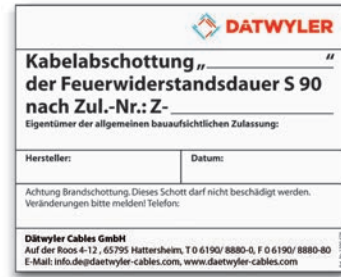 DÄTWYLER
Kabelabschottung „__________“
der Feuerwiderstandsdauer S 90
nach Zul.-Nr.: Z-______________
Eigentümer der allgemeinen bauaufsichtlichen Zulassung:
Hersteller:
Datum:
Achtung Brandschottung. Dieses Schott darf nicht beschädigt werden.
Veränderungen bitte melden! Telefon:
Dätwyler Cables GmbH
Auf der Roos 4-12 , 65795 Hattersheim, T 0 6190/ 8880-0, F 0 6190/ 8880-80
E-Mail: info.de@daetwyler-cables.com, www.daetwyler-cables.com